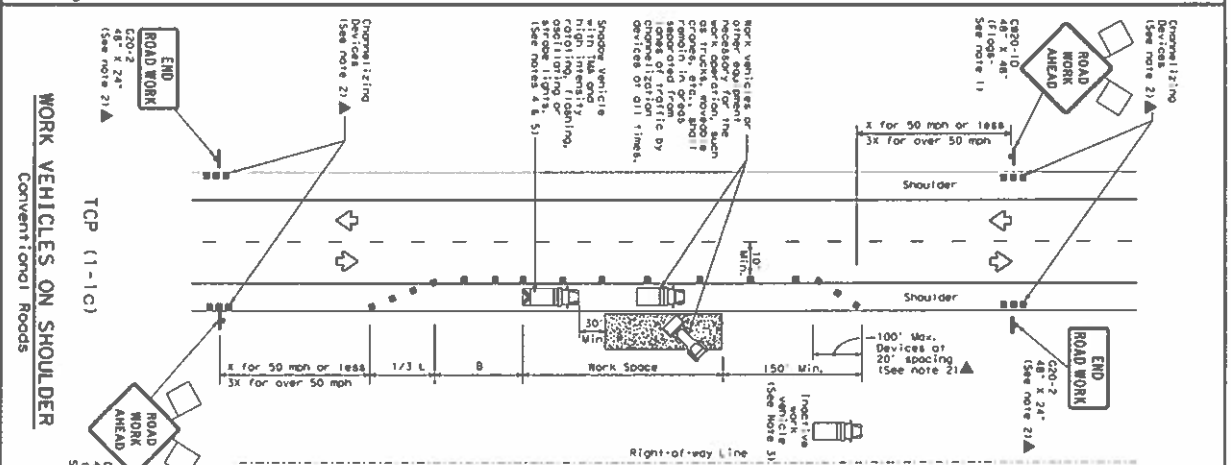 Channelizing
Devices
(See note 2)▲
CW20-1D
48" X 48"
(Flags-
See note 1)
ROAD
WORK
AHEAD
Work vehicles or
other equipment
necessary for the
work operation, such
as trucks, moveable
cranes, etc., shall
remain in areas
separated from
lanes of traffic by
channelization
devices at all times.
Shadow Vehicle
with TMA and
high intensity
rotating, flashing,
oscillating or
strobe lights.
(See notes 4 & 5)
Channelizing
Devices
(See note 2)▲
END
ROAD WORK
G20-2
48" X 24"
(See note 2)▲
X for 50 mph or less
3X for over 50 mph
Shoulder
10'
Min.
Shoulder
END
ROAD WORK
G20-2
48" X 24"
(See note 2)▲
100' Max.
Devices at
20' spacing
(See note 2)▲
30'
Min.
X for 50 mph or less
3X for over 50 mph
1/3 L
B
Work Space
150' Min.
Inactive
work
vehicle
(See Note 3)
Right-of-way Line
ROAD
WORK
AHEAD
TCP (1-1c)
WORK VEHICLES ON SHOULDER
Conventional Roads